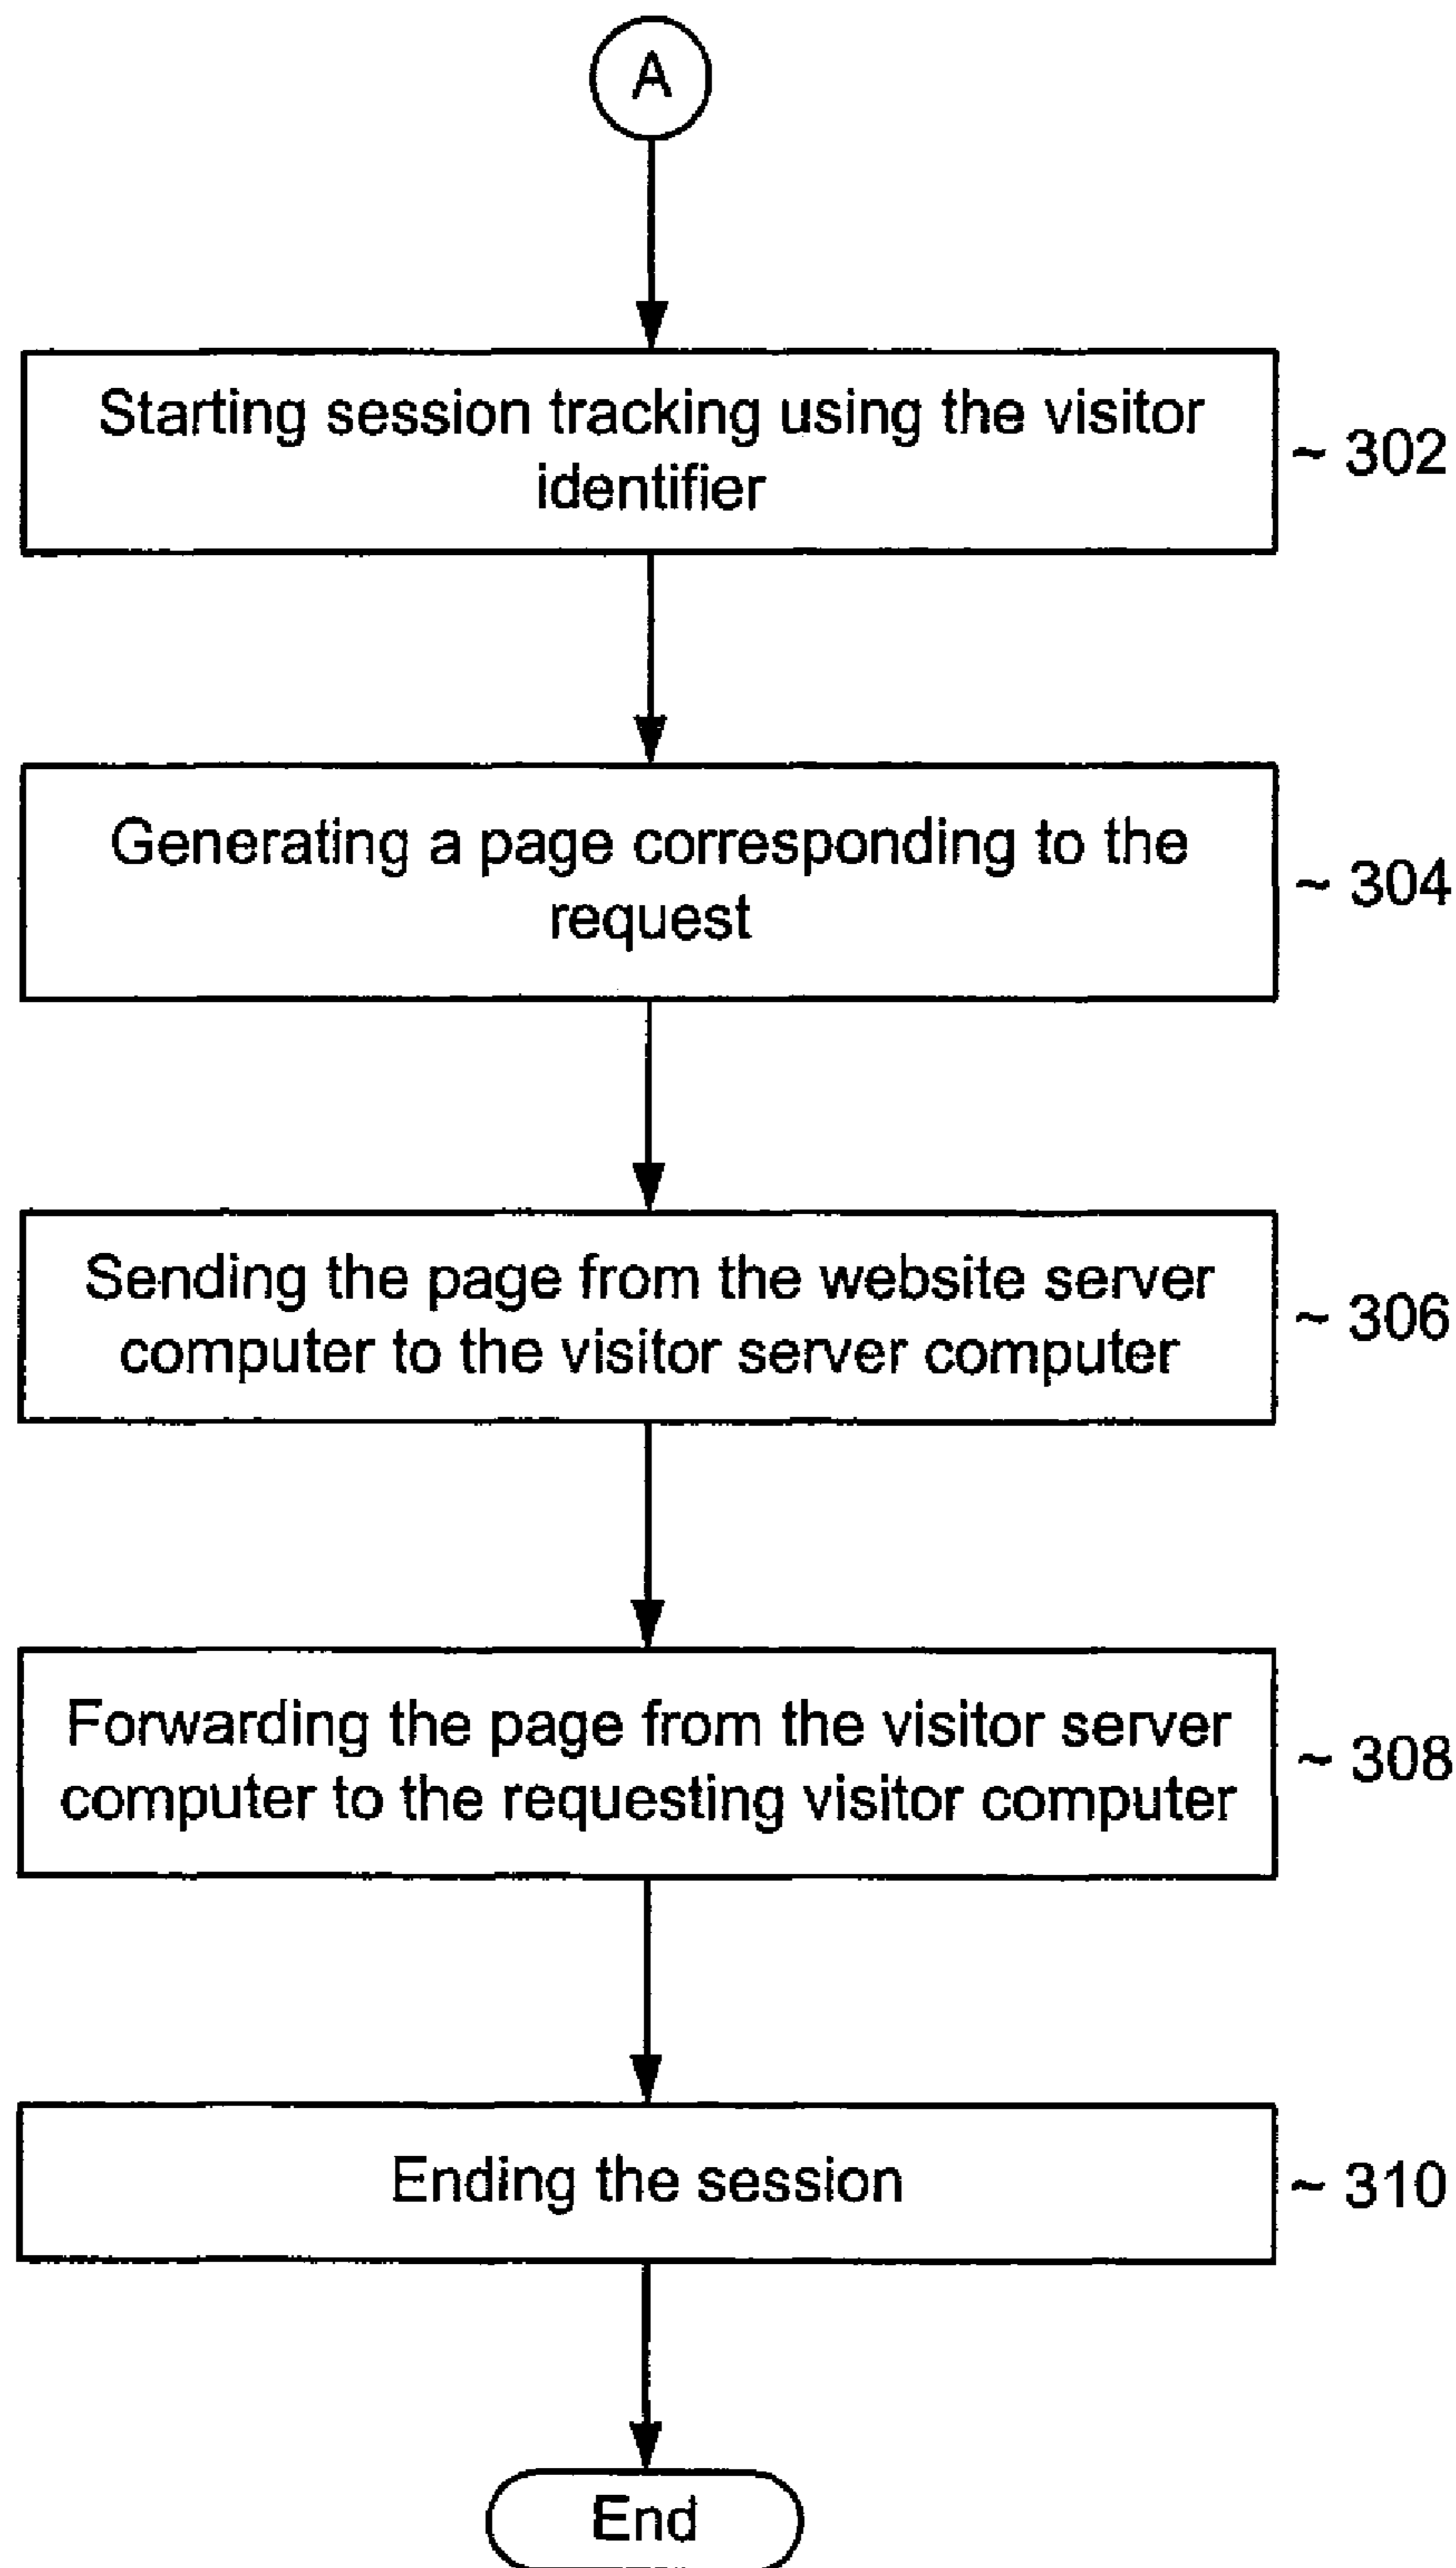 A
Starting session tracking using the visitor
identifier
~ 302
Generating a page corresponding to the
request
~ 304
Sending the page from the website server
computer to the visitor server computer
~ 306
Forwarding the page from the visitor server
computer to the requesting visitor computer
~ 308
Ending the session
~ 310
End